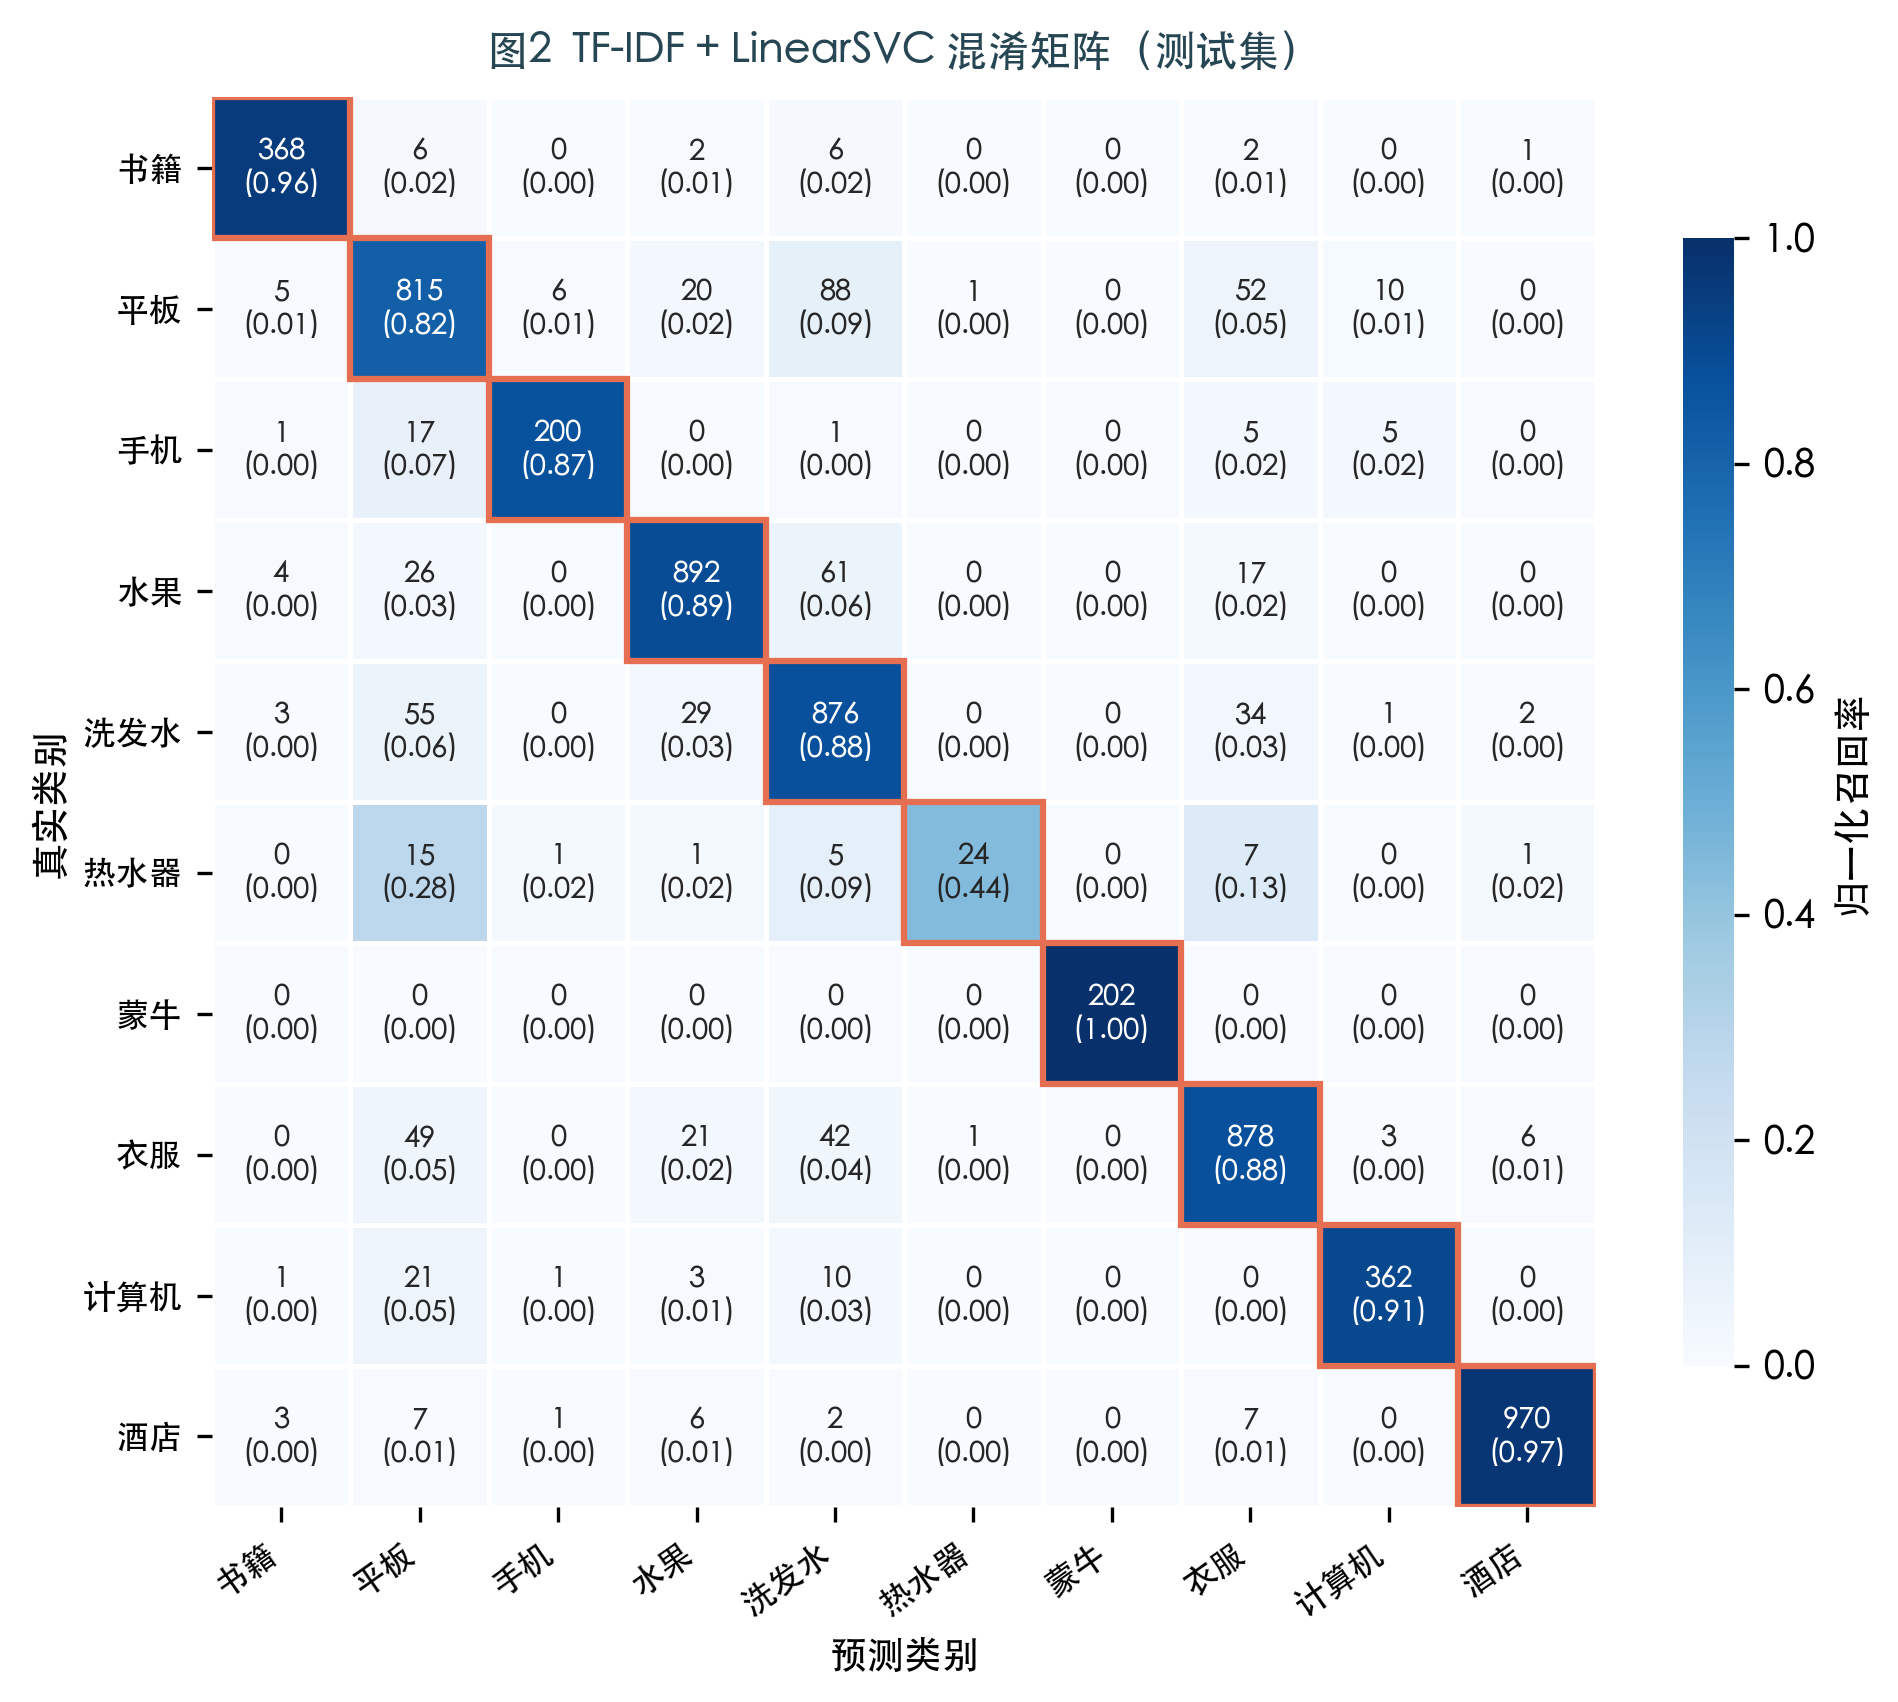 图2 TF-IDF + LinearSVC 混淆矩阵（测试集）
真实类别
书籍 368 6 0 2 6 0 0 2 0 1
(0.96) (0.02) (0.00) (0.01) (0.02) (0.00) (0.00) (0.01) (0.00) (0.00)
平板 5 815 6 20 88 1 0 52 10 0
(0.01) (0.82) (0.01) (0.02) (0.09) (0.00) (0.00) (0.05) (0.01) (0.00)
手机 1 17 200 0 1 0 0 5 5 0
(0.00) (0.07) (0.87) (0.00) (0.00) (0.00) (0.00) (0.02) (0.02) (0.00)
水果 4 26 0 892 61 0 0 17 0 0
(0.00) (0.03) (0.00) (0.89) (0.06) (0.00) (0.00) (0.02) (0.00) (0.00)
洗发水 3 55 0 29 876 0 0 34 1 2
(0.00) (0.06) (0.00) (0.03) (0.88) (0.00) (0.00) (0.03) (0.00) (0.00)
热水器 0 15 1 1 5 24 0 7 0 1
(0.00) (0.28) (0.02) (0.02) (0.09) (0.44) (0.00) (0.13) (0.00) (0.02)
蒙牛 0 0 0 0 0 0 202 0 0 0
(0.00) (0.00) (0.00) (0.00) (0.00) (0.00) (1.00) (0.00) (0.00) (0.00)
衣服 0 49 0 21 42 1 0 878 3 6
(0.00) (0.05) (0.00) (0.02) (0.04) (0.00) (0.00) (0.88) (0.00) (0.01)
计算机 1 21 1 3 10 0 0 0 362 0
(0.00) (0.05) (0.00) (0.01) (0.03) (0.00) (0.00) (0.00) (0.91) (0.00)
酒店 3 7 1 6 2 0 0 7 0 970
(0.00) (0.01) (0.00) (0.01) (0.00) (0.00) (0.00) (0.01) (0.00) (0.97)
书籍 平板 手机 水果 洗发水 热水器 蒙牛 衣服 计算机 酒店
预测类别
1.0
0.8
0.6
0.4
0.2
0.0
归一化召回率